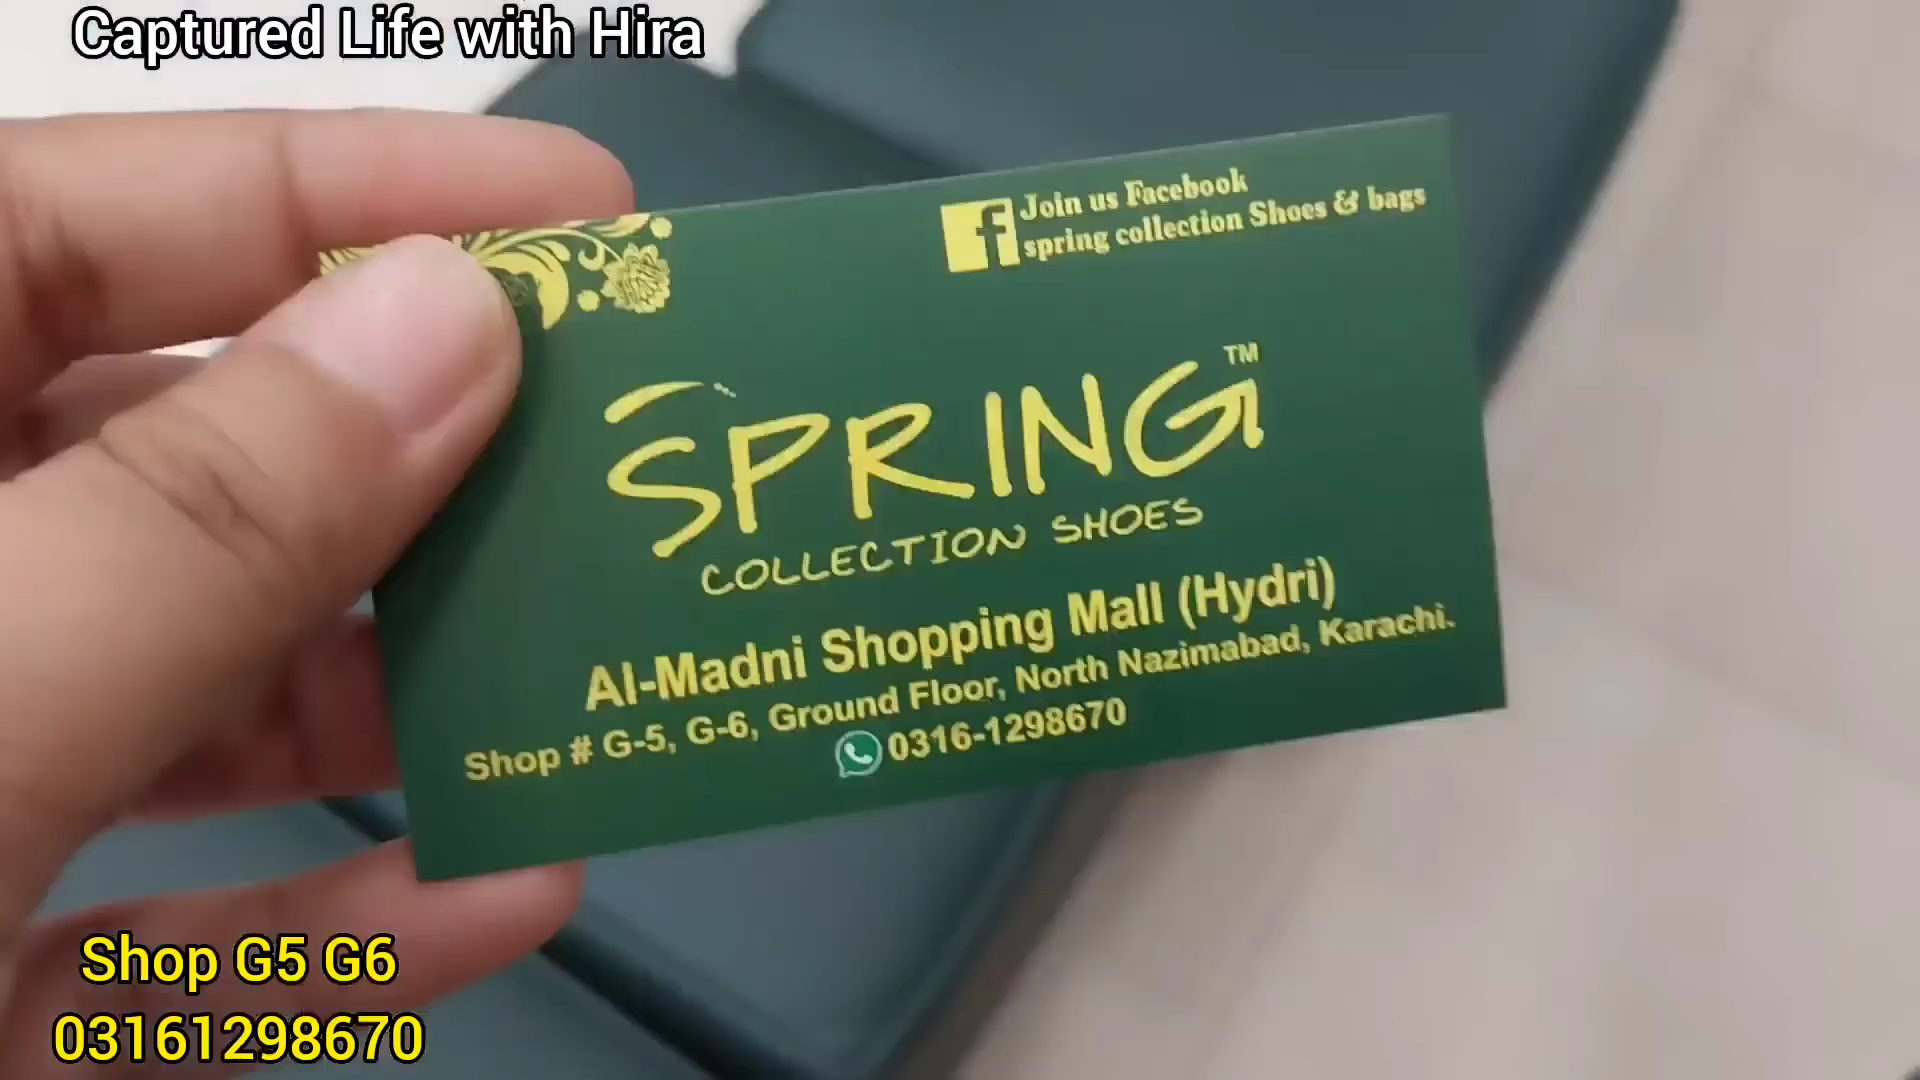 Captured Life with Hira
Join us Facebook
spring collection Shoes & bags
SPRING™
COLLECTION SHOES
Al-Madni Shopping Mall (Hydri)
Shop # G-5, G-6, Ground Floor, North Nazimabad, Karachi.
0316-1298670
Shop G5 G6
03161298670